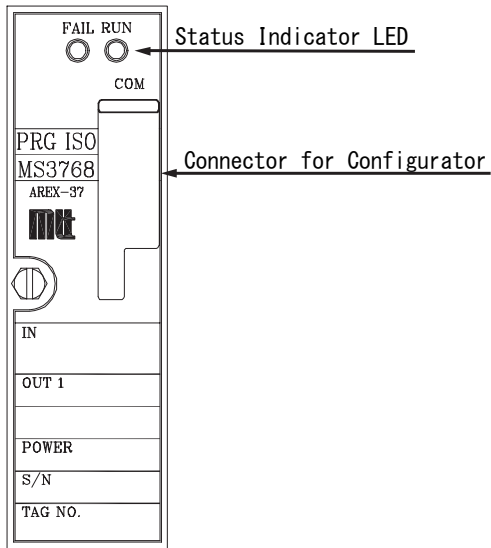 FAIL RUN
Status Indicator LED
COM
PRG ISO
MS3768
Connector for Configurator
AREX-37
Mtt
IN
OUT 1
POWER
S/N
TAG NO.